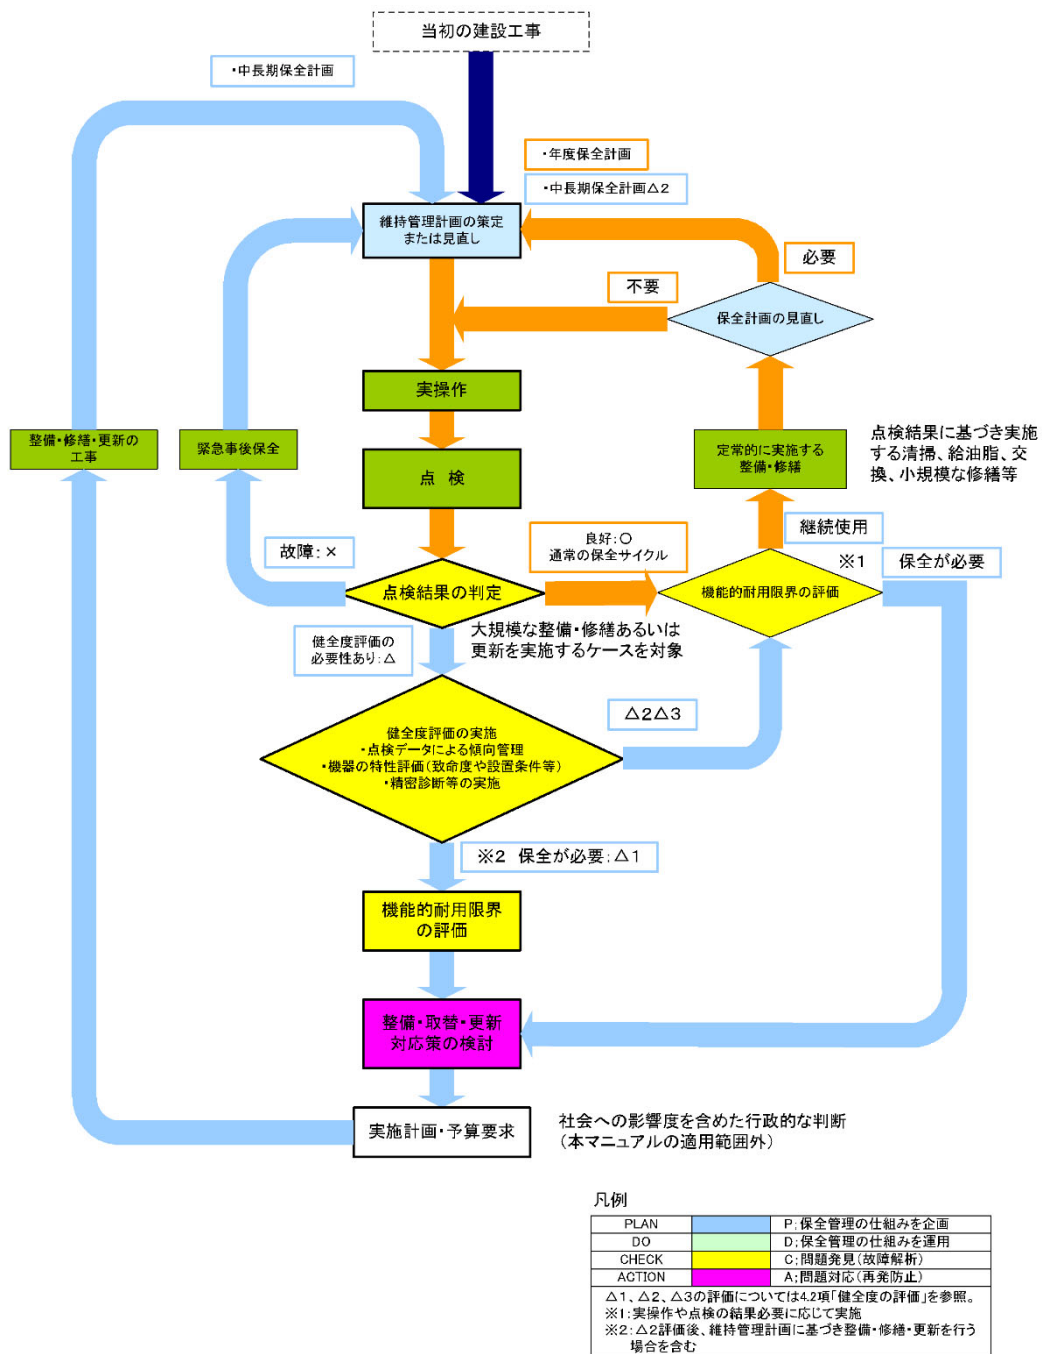 当初の建設工事
・中長期保全計画
・年度保全計画
・中長期保全計画△2
維持管理計画の策定
または見直し
必要
不要
保全計画の見直し
実操作
整備・修繕・更新の
工事
緊急事後保全
点 検
定常的に実施する
整備・修繕
点検結果に基づき実施
する清掃、給油脂、交
換、小規模な修繕等
故障：×
良好：○
通常の保全サイクル
継続使用
※1
保全が必要
点検結果の判定
機能的耐用限界の評価
健全度評価の
必要性あり：△
大規模な整備・修繕あるいは
更新を実施するケースを対象
△2△3
健全度評価の実施
・点検データによる傾向管理
・機器の特性評価（致命度や設置条件等）
・精密診断等の実施
※2 保全が必要：△1
機能的耐用限界
の評価
整備・取替・更新
対応策の検討
実施計画・予算要求
社会への影響度を含めた行政的な判断
（本マニュアルの適用範囲外）
凡例
PLAN P；保全管理の仕組みを企画
DO D；保全管理の仕組みを運用
CHECK C；問題発見（故障解析）
ACTION A；問題対応（再発防止）
△1、△2、△3の評価については4.2項「健全度の評価」を参照。
※1：実操作や点検の結果必要に応じて実施
※2：△2評価後、維持管理計画に基づき整備・修繕・更新を行う
場合を含む